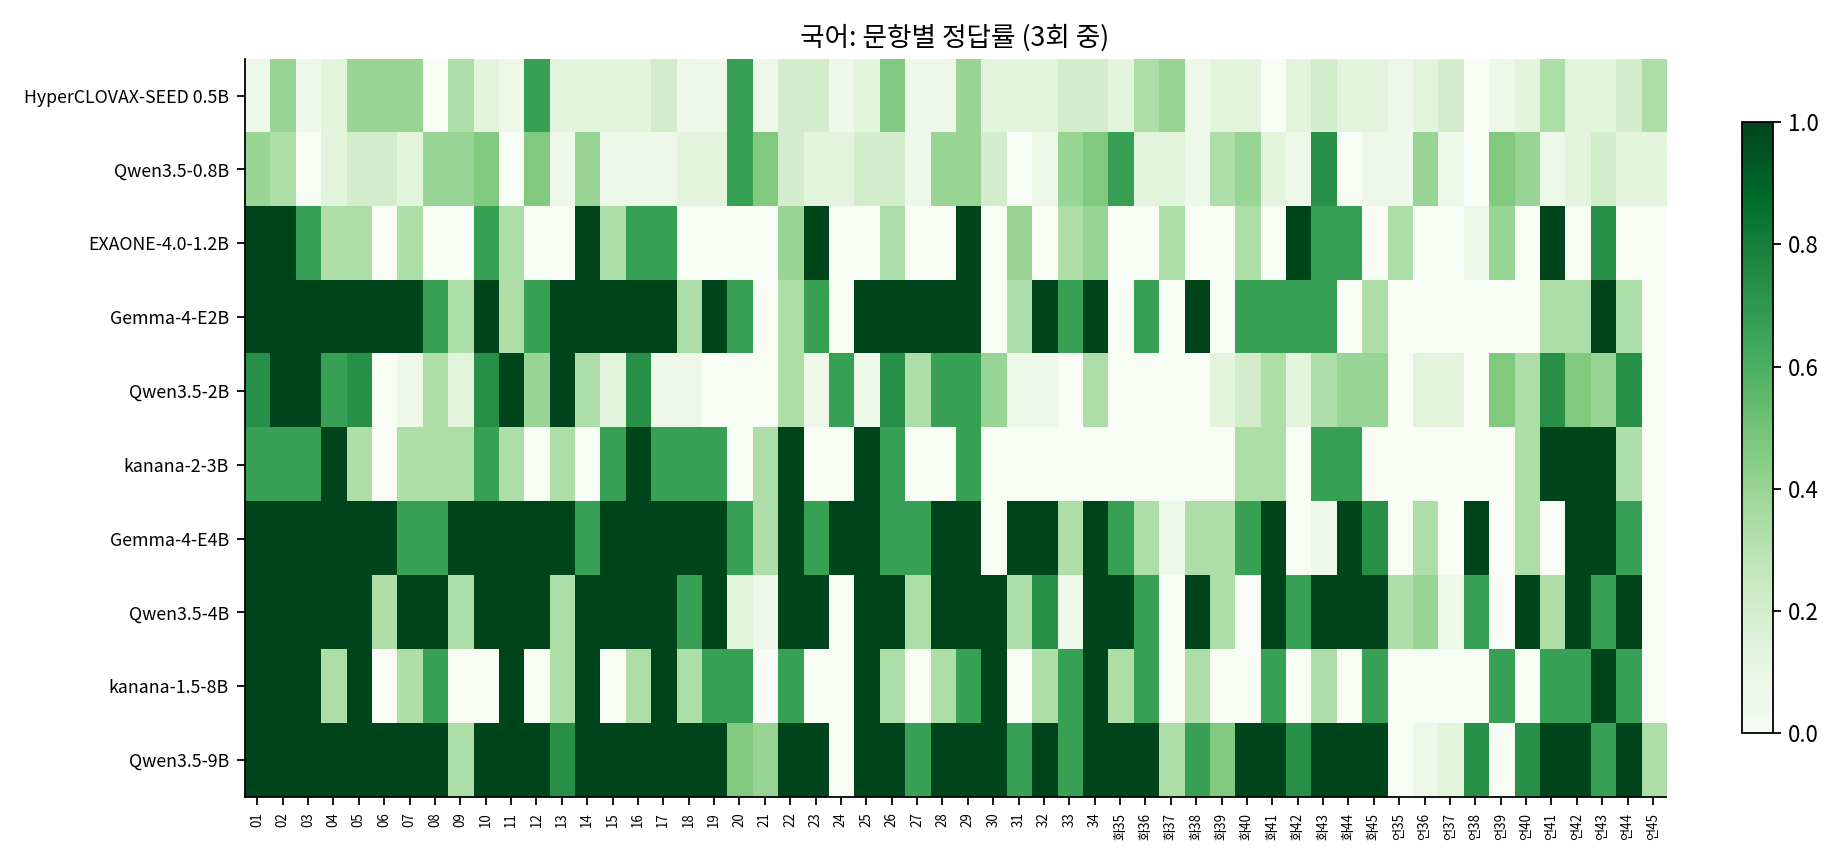 국어: 문항별 정답률 (3회 중)
HyperCLOVAX-SEED 0.5B
Qwen3.5-0.8B
EXAONE-4.0-1.2B
Gemma-4-E2B
Qwen3.5-2B
kanana-2-3B
Gemma-4-E4B
Qwen3.5-4B
kanana-1.5-8B
Qwen3.5-9B
01 02 03 04 05 06 07 08 09 10 11 12 13 14 15 16 17 18 19 20 21 22 23 24 25 26 27 28 29 30 31 32 33 34 화35 화36 화37 화38 화39 화40 화41 화42 화43 화44 화45 언35 언36 언37 언38 언39 언40 언41 언42 언43 언44 언45
1.0
0.8
0.6
0.4
0.2
0.0